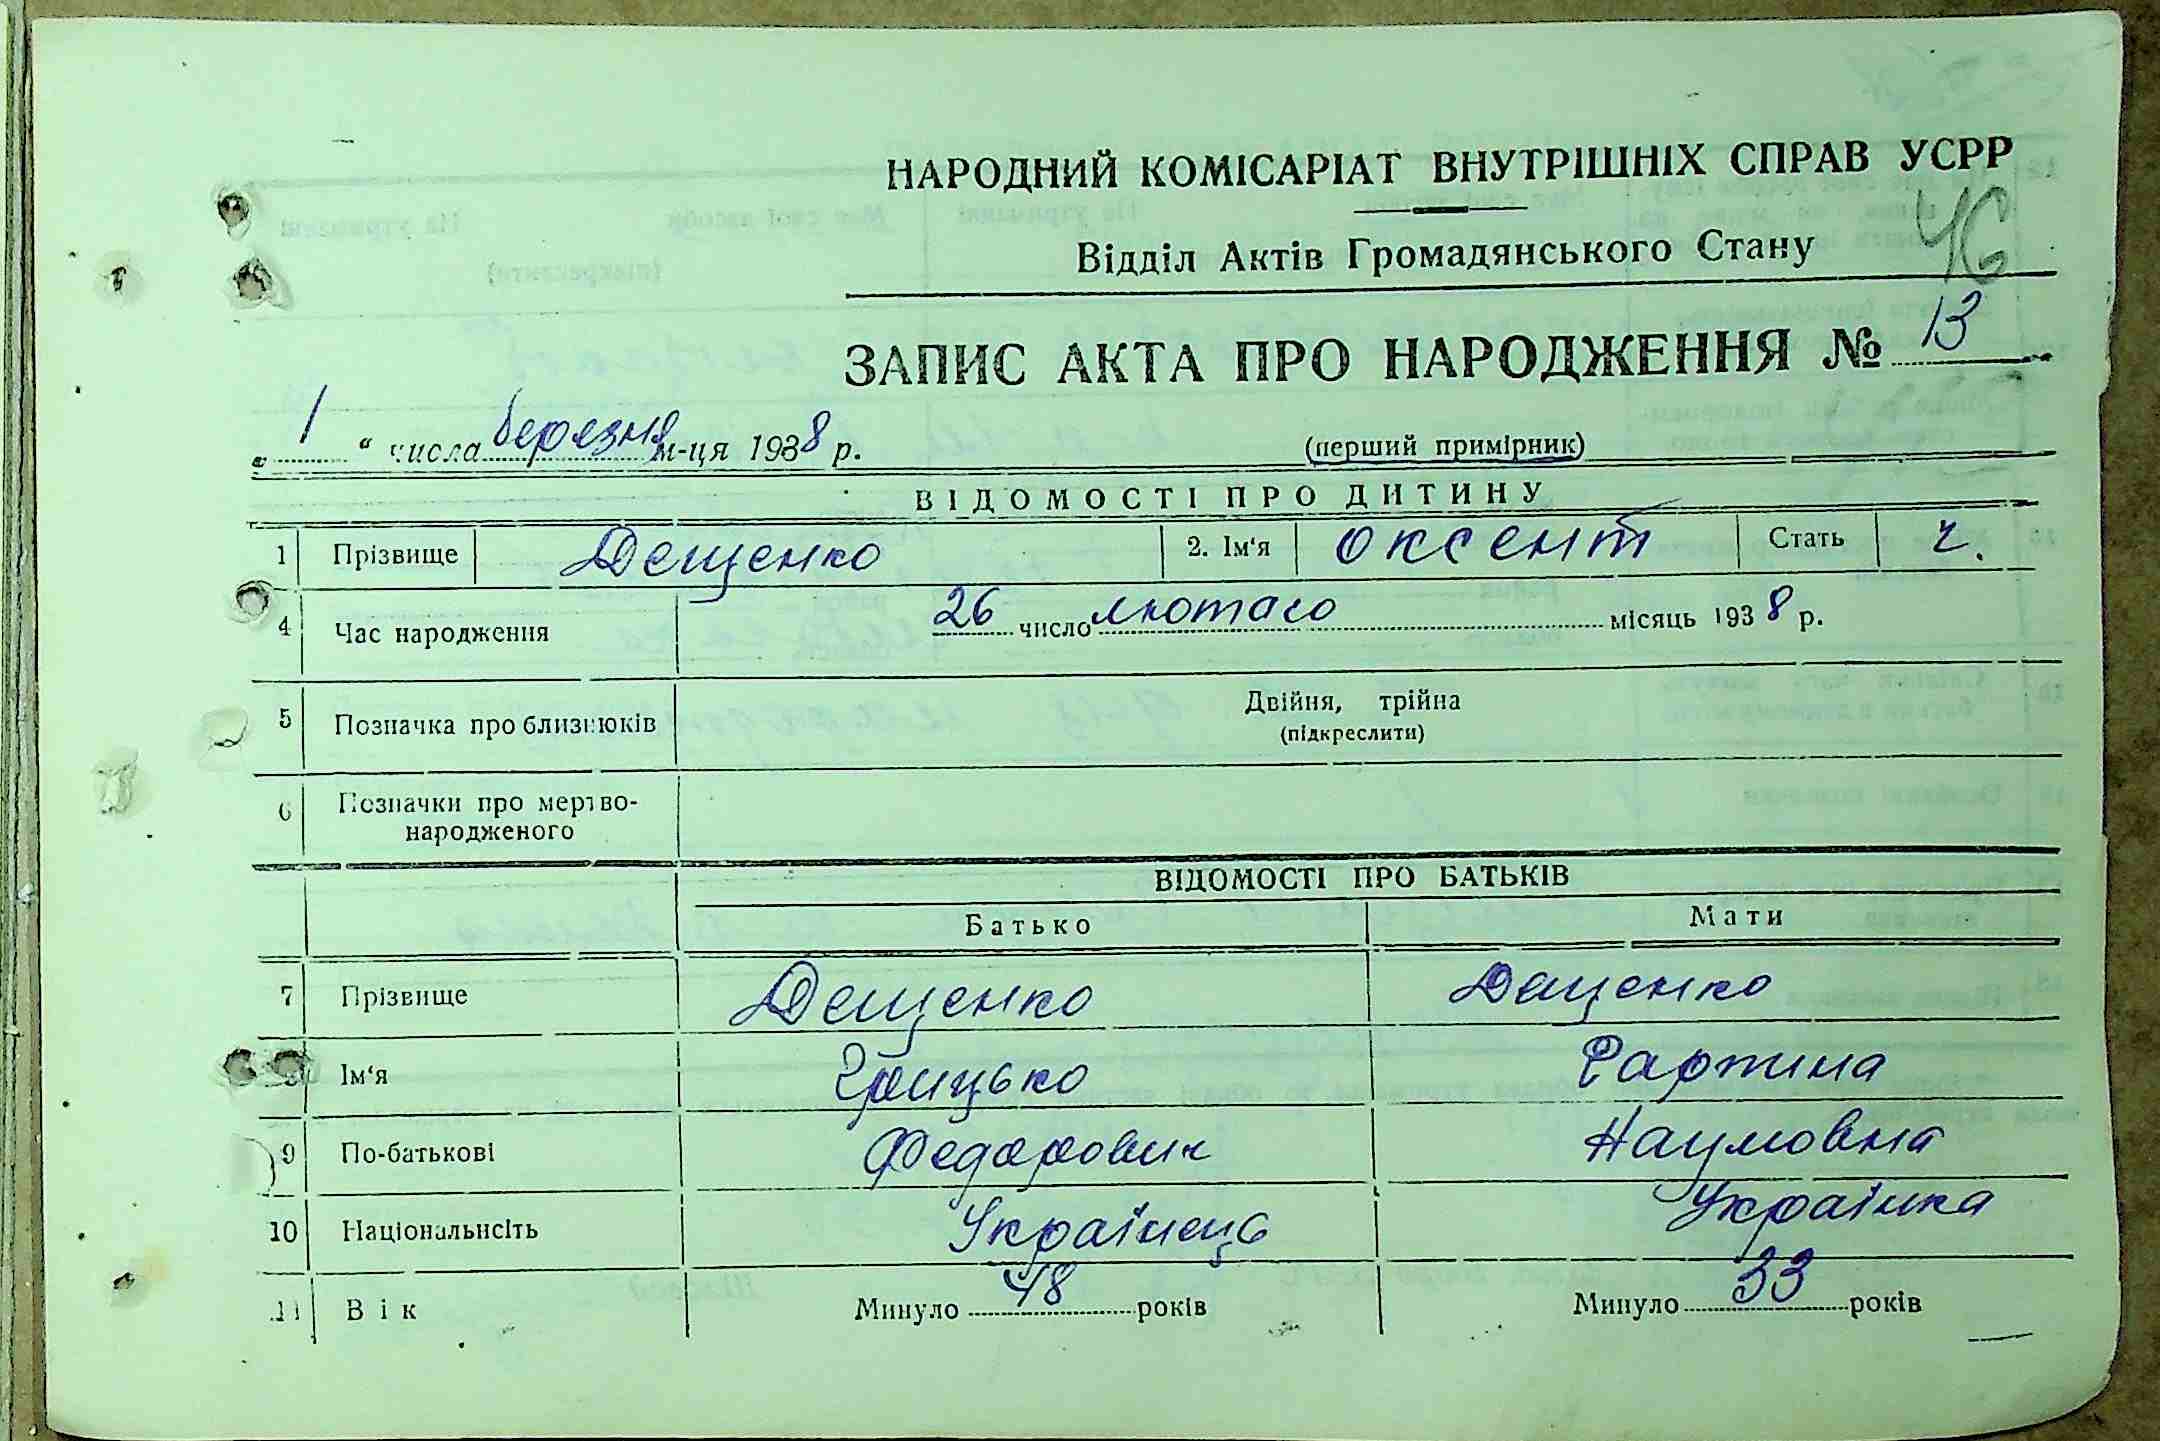 НАРОДНИЙ КОМІСАРІАТ ВНУТРІШНІХ СПРАВ УСРР
46
Відділ Актів Громадянського Стану
ЗАПИС АКТА ПРО НАРОДЖЕННЯ № 13
„ 1 “ числа березня м-ця 1938 р. (перший примірник)
ВІДОМОСТІ ПРО ДИТИНУ
1 Прізвище Дещенко 2. Ім‘я Оксент Стать ч.
4 Час народження 26 число лютого місяць 1938 р.
5 Позначка про близнюків Двійня, трійна
(підкреслити)
6 Позначки про мертво-
народженого
ВІДОМОСТІ ПРО БАТЬКІВ
Батько Мати
7 Прізвище Дещенко Дещенко
8 Ім‘я Грицько
9 По-батькові Федорович Наумовна
10 Національність Українець Українка
11 Вік Минуло 48 років Минуло 33 років